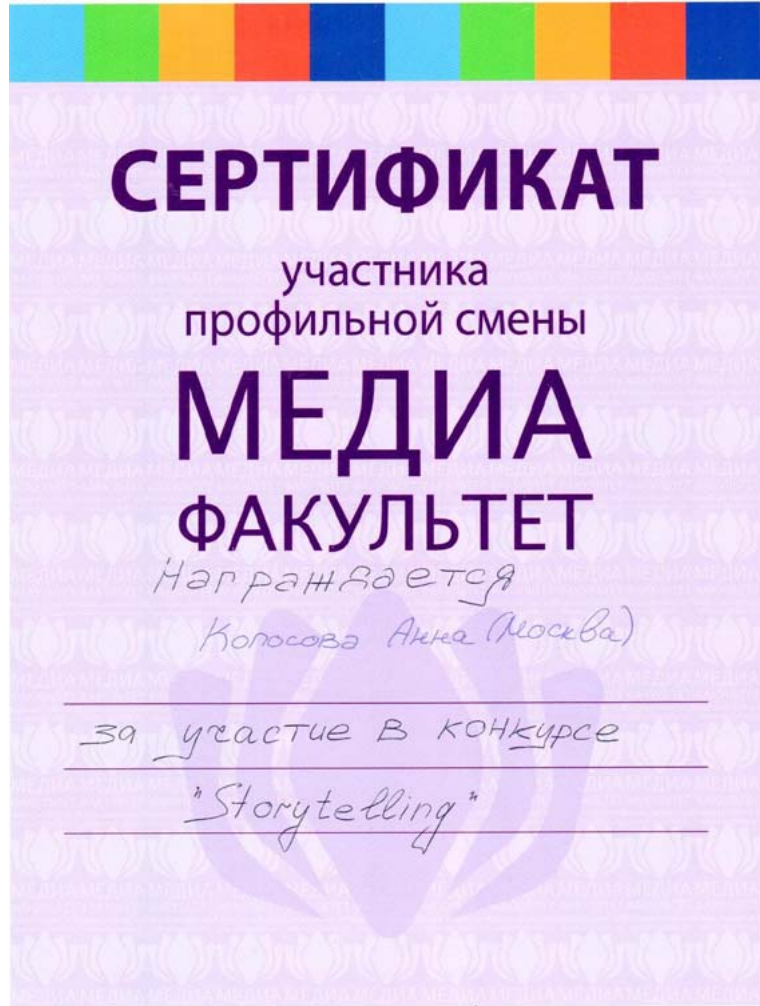 СЕРТИФИКАТ
участника
профильной смены
МЕДИА
ФАКУЛЬТЕТ
Награждается
Колосова Анна (Москва)
за участие в конкурсе
"Storytelling"